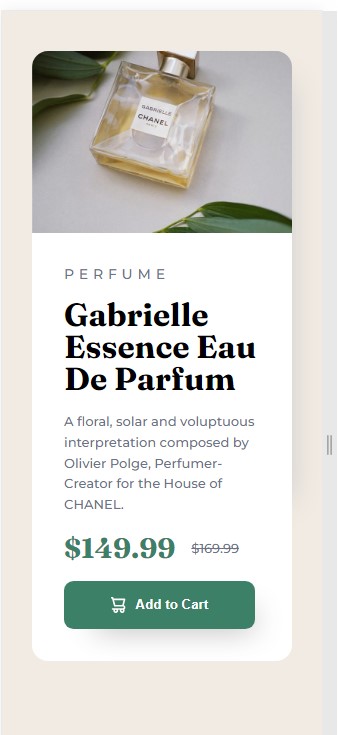 GABRIELLE
CHANEL
PERFUME
Gabrielle
Essence Eau
De Parfum
A floral, solar and voluptuous
interpretation composed by
Olivier Polge, Perfumer-
Creator for the House of
CHANEL.
$149.99 $169.99
Add to Cart